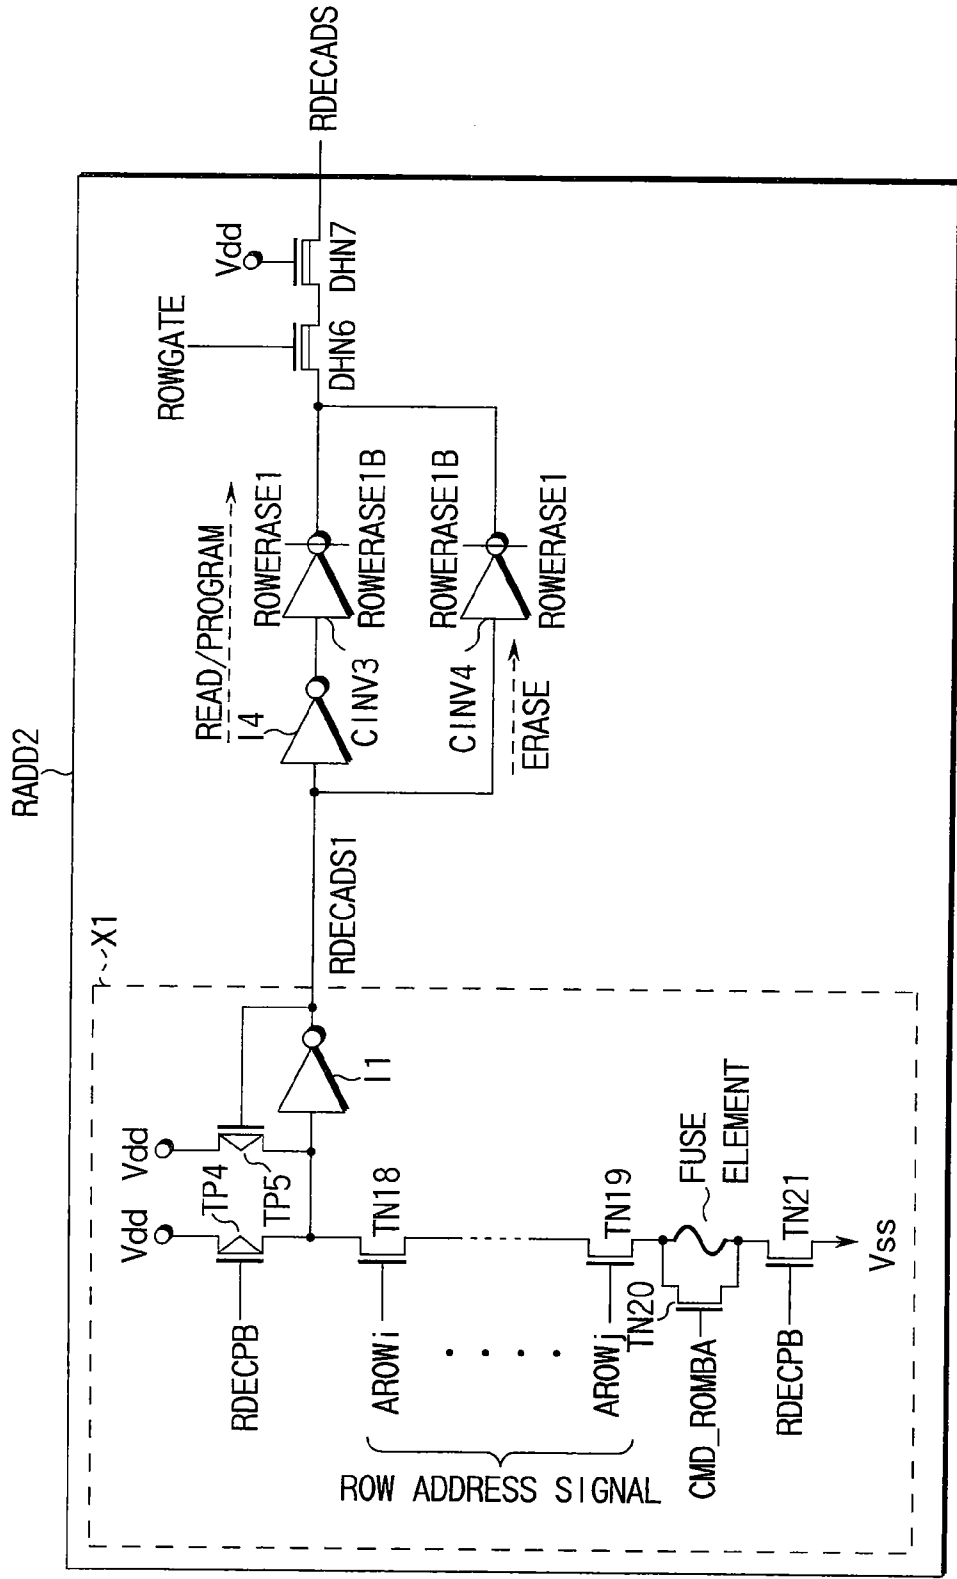 RADD2
X1
Vdd
Vdd
TP4
TP5
RDECPB
I1
RDECADS1
AROWi
TN18
AROWj
TN19
ROW ADDRESS SIGNAL
TN20
CMD_ROMBA
FUSE
ELEMENT
RDECPB
TN21
Vss
READ/PROGRAM
I4
CINV3
ROWERASE1
ROWERASE1B
CINV4
ROWERASE1B
ROWERASE1
ERASE
ROWGATE
DHN6
Vdd
DHN7
RDECADS